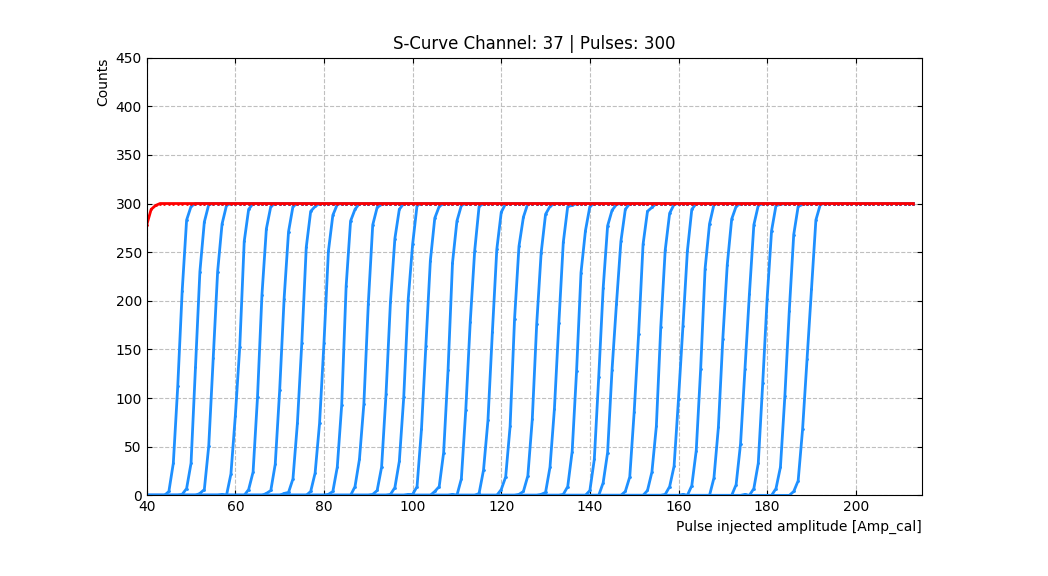 S-Curve Channel: 37 | Pulses: 300
Counts
450
400
350
300
250
200
150
100
50
0
40 60 80 100 120 140 160 180 200
Pulse injected amplitude [Amp_cal]